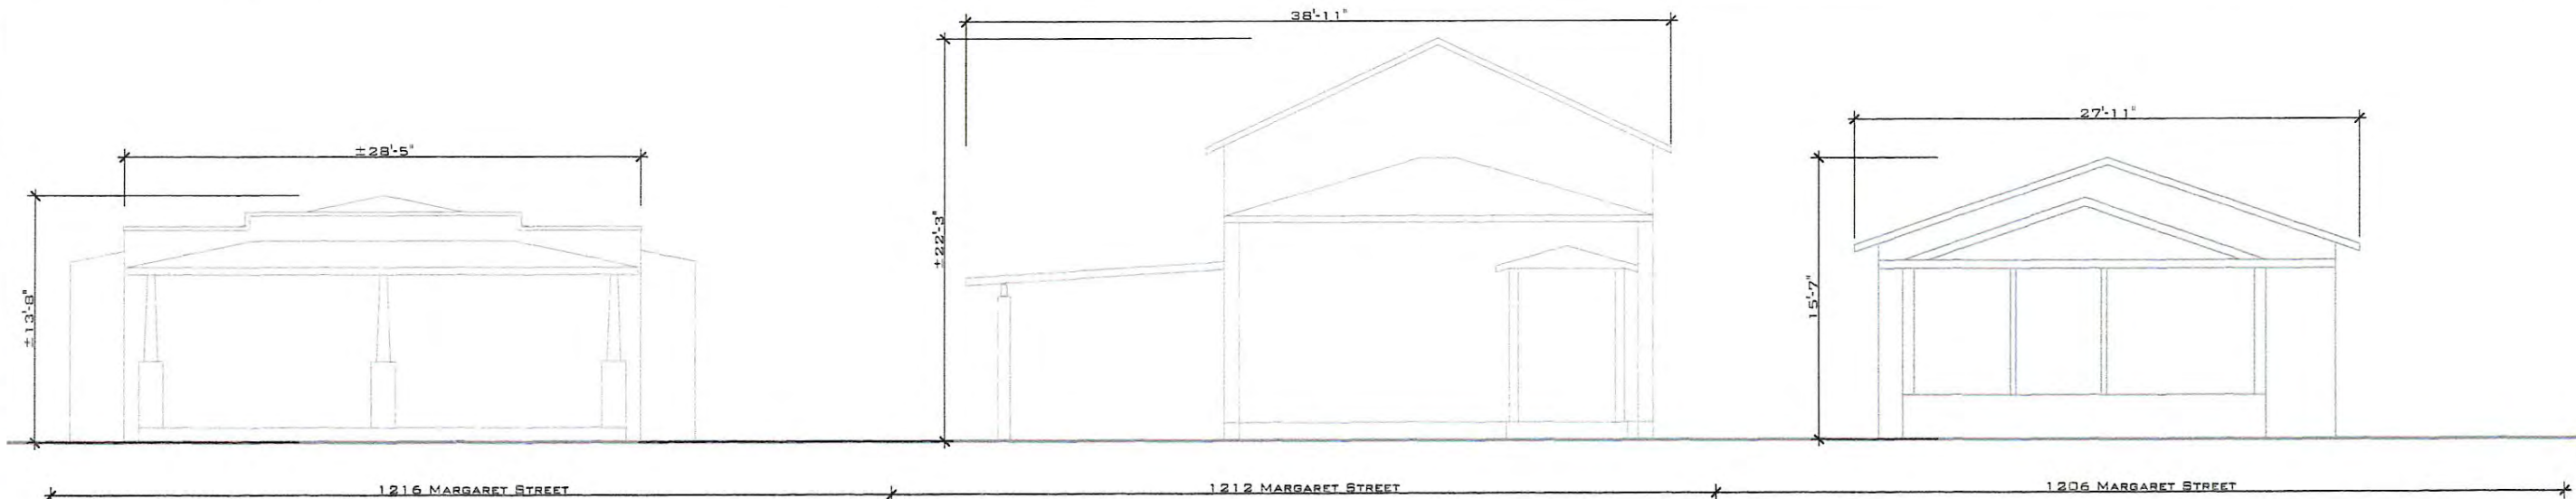 ±28'-5"
±13'-8"
1216 MARGARET STREET
38'-11"
±22'-3"
1212 MARGARET STREET
27'-11"
15'-7"
1206 MARGARET STREET